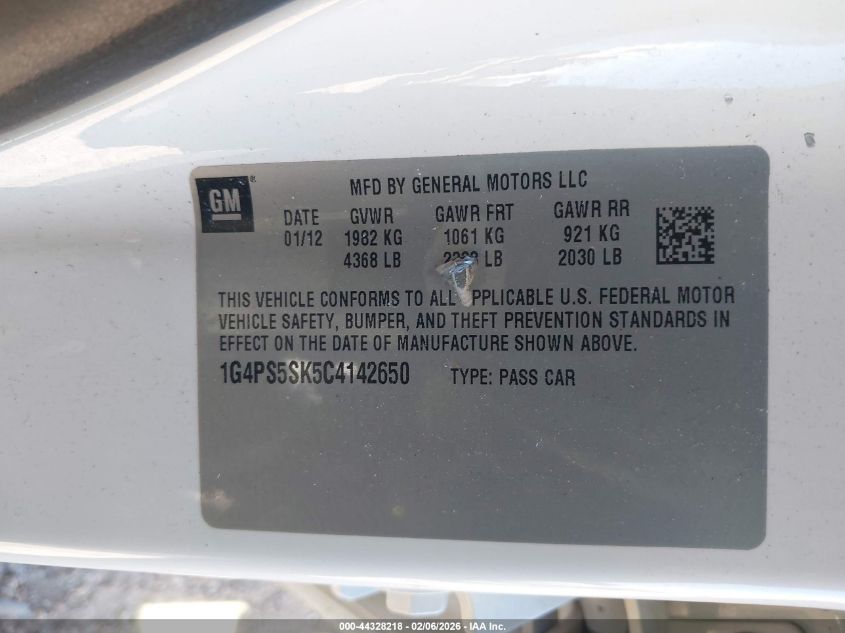 GM
MFD BY GENERAL MOTORS LLC
DATE GVWR GAWR FRT GAWR RR
01/12 1982 KG 1061 KG 921 KG
4368 LB LB 2030 LB
THIS VEHICLE CONFORMS TO ALL APPLICABLE U.S. FEDERAL MOTOR
VEHICLE SAFETY, BUMPER, AND THEFT PREVENTION STANDARDS IN
EFFECT ON THE DATE OF MANUFACTURE SHOWN ABOVE.
1G4PS5SK5C4142650 TYPE: PASS CAR
000-44328218 - 02/06/2026 - IAA Inc.